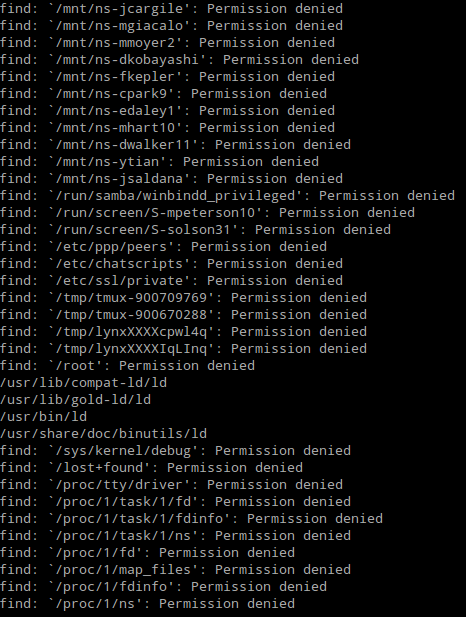 find: `/mnt/ns-jcargile': Permission denied
find: `/mnt/ns-mgiacalo': Permission denied
find: `/mnt/ns-mmoyer2': Permission denied
find: `/mnt/ns-dkobayashi': Permission denied
find: `/mnt/ns-fkepler': Permission denied
find: `/mnt/ns-cpark9': Permission denied
find: `/mnt/ns-edaley1': Permission denied
find: `/mnt/ns-mhart10': Permission denied
find: `/mnt/ns-dwalker11': Permission denied
find: `/mnt/ns-ytian': Permission denied
find: `/mnt/ns-jsaldana': Permission denied
find: `/run/samba/winbindd_privileged': Permission denied
find: `/run/screen/S-mpeterson10': Permission denied
find: `/run/screen/S-solson31': Permission denied
find: `/etc/ppp/peers': Permission denied
find: `/etc/chatscripts': Permission denied
find: `/etc/ssl/private': Permission denied
find: `/tmp/tmux-900709769': Permission denied
find: `/tmp/tmux-900670288': Permission denied
find: `/tmp/lynxXXXXcpwl4q': Permission denied
find: `/tmp/lynxXXXXIqLInq': Permission denied
find: `/root': Permission denied
/usr/lib/compat-ld/ld
/usr/lib/gold-ld/ld
/usr/bin/ld
/usr/share/doc/binutils/ld
find: `/sys/kernel/debug': Permission denied
find: `/lost+found': Permission denied
find: `/proc/tty/driver': Permission denied
find: `/proc/1/task/1/fd': Permission denied
find: `/proc/1/task/1/fdinfo': Permission denied
find: `/proc/1/task/1/ns': Permission denied
find: `/proc/1/fd': Permission denied
find: `/proc/1/map_files': Permission denied
find: `/proc/1/fdinfo': Permission denied
find: `/proc/1/ns': Permission denied